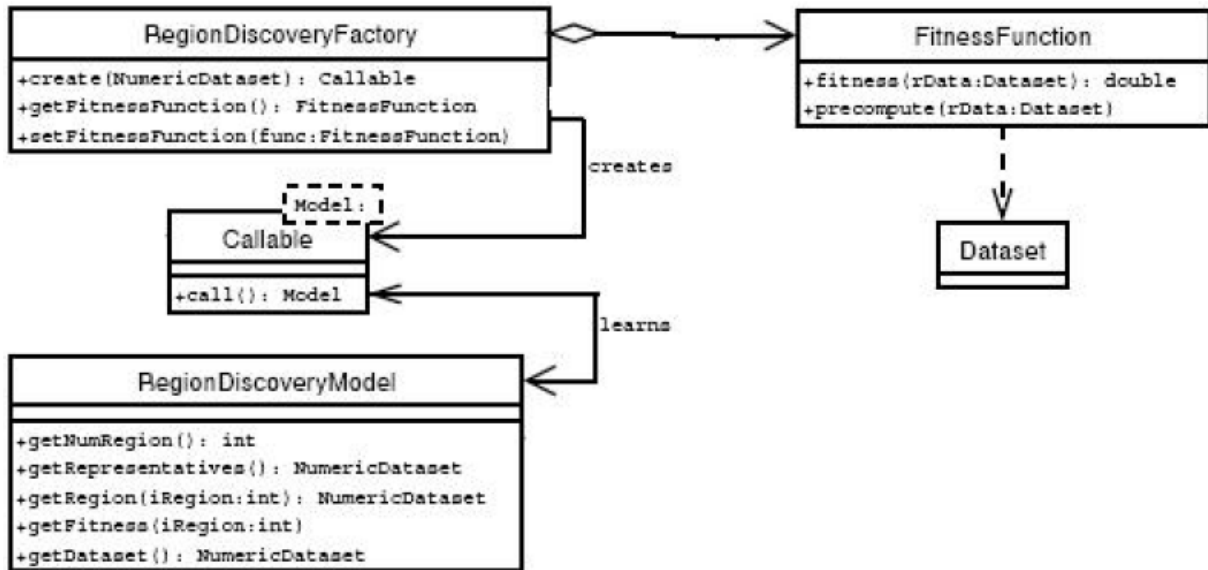 RegionDiscoveryFactory
+create(NumericDataset): Callable
+getFitnessFunction(): FitnessFunction
+setFitnessFunction(func:FitnessFunction)
FitnessFunction
+fitness(rData:Dataset): double
+precompute(rData:Dataset)
creates
Model:
Callable
+call(): Model
Dataset
learns
RegionDiscoveryModel
+getNumRegion(): int
+getRepresentatives(): NumericDataset
+getRegion(iRegion:int): NumericDataset
+getFitness(iRegion:int)
+getDataset(): NumericDataset